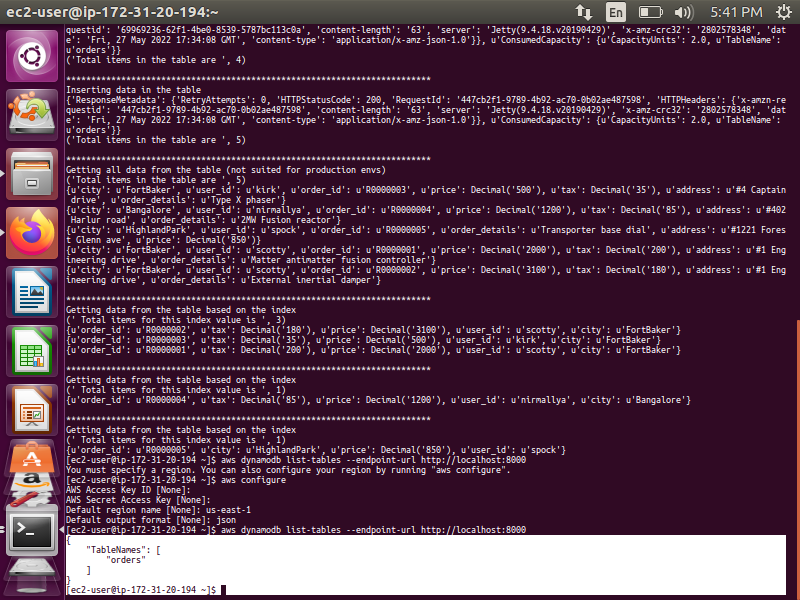 ec2-user@ip-172-31-20-194:~ En 5:41 PM
questid': '69969236-62f1-4be0-8539-5787bc113c0a', 'content-length': '63', 'server': 'Jetty(9.4.18.v20190429)', 'x-amz-crc32': '2802578348', 'dat
e': 'Fri, 27 May 2022 17:34:08 GMT', 'content-type': 'application/x-amz-json-1.0'}}, u'ConsumedCapacity': {u'CapacityUnits': 2.0, u'TableName':
u'orders'}}
('Total items in the table are ', 4)
*************************************************************************
Inserting data in the table
{'ResponseMetadata': {'RetryAttempts': 0, 'HTTPStatusCode': 200, 'RequestId': '447cb2f1-9789-4b92-ac70-0b02ae487598', 'HTTPHeaders': {'x-amzn-re
questid': '447cb2f1-9789-4b92-ac70-0b02ae487598', 'content-length': '63', 'server': 'Jetty(9.4.18.v20190429)', 'x-amz-crc32': '2802578348', 'dat
e': 'Fri, 27 May 2022 17:34:08 GMT', 'content-type': 'application/x-amz-json-1.0'}}, u'ConsumedCapacity': {u'CapacityUnits': 2.0, u'TableName':
u'orders'}}
('Total items in the table are ', 5)
*************************************************************************
Getting all data from the table (not suited for production envs)
('Total items in the table are ', 5)
{u'city': u'FortBaker', u'user_id': u'kirk', u'order_id': u'R0000003', u'price': Decimal('500'), u'tax': Decimal('35'), u'address': u'#4 Captain
 drive', u'order_details': u'Type X phaser'}
{u'city': u'Bangalore', u'user_id': u'nirmallya', u'order_id': u'R0000004', u'price': Decimal('1200'), u'tax': Decimal('85'), u'address': u'#402
 Harlur road', u'order_details': u'2MW Fusion reactor'}
{u'city': u'HighlandPark', u'user_id': u'spock', u'order_id': u'R0000005', u'order_details': u'Transporter base dial', u'address': u'#1221 Fores
t Glenn ave', u'price': Decimal('850')}
{u'city': u'FortBaker', u'user_id': u'scotty', u'order_id': u'R0000001', u'price': Decimal('2000'), u'tax': Decimal('200'), u'address': u'#1 Eng
ineering drive', u'order_details': u'Matter antimatter fusion controller'}
{u'city': u'FortBaker', u'user_id': u'scotty', u'order_id': u'R0000002', u'price': Decimal('3100'), u'tax': Decimal('180'), u'address': u'#1 Eng
ineering drive', u'order_details': u'External inertial damper'}
*************************************************************************
Getting data from the table based on the index
(' Total items for this index value is ', 3)
{u'order_id': u'R0000002', u'tax': Decimal('180'), u'price': Decimal('3100'), u'user_id': u'scotty', u'city': u'FortBaker'}
{u'order_id': u'R0000003', u'tax': Decimal('35'), u'price': Decimal('500'), u'user_id': u'kirk', u'city': u'FortBaker'}
{u'order_id': u'R0000001', u'tax': Decimal('200'), u'price': Decimal('2000'), u'user_id': u'scotty', u'city': u'FortBaker'}
*************************************************************************
Getting data from the table based on the index
(' Total items for this index value is ', 1)
{u'order_id': u'R0000004', u'tax': Decimal('85'), u'price': Decimal('1200'), u'user_id': u'nirmallya', u'city': u'Bangalore'}
*************************************************************************
Getting data from the table based on the index
(' Total items for this index value is ', 1)
{u'order_id': u'R0000005', u'city': u'HighlandPark', u'price': Decimal('850'), u'user_id': u'spock'}
[ec2-user@ip-172-31-20-194 ~]$ aws dynamodb list-tables --endpoint-url http://localhost:8000
You must specify a region. You can also configure your region by running "aws configure".
[ec2-user@ip-172-31-20-194 ~]$ aws configure
AWS Access Key ID [None]:
AWS Secret Access Key [None]:
Default region name [None]: us-east-1
Default output format [None]: json
[ec2-user@ip-172-31-20-194 ~]$ aws dynamodb list-tables --endpoint-url http://localhost:8000
{
    "TableNames": [
        "orders"
    ]
}
[ec2-user@ip-172-31-20-194 ~]$